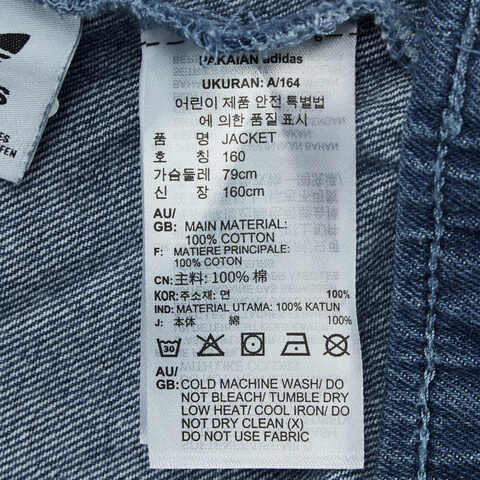 PAKAIAN adidas
UKURAN: A/164
어린이 제품 안전 특별법
에 의한 품질 표시
품 명 JACKET
호 칭 160
가슴둘레 79cm
신 장 160cm
AU/
GB: MAIN MATERIAL:
100% COTTON
F: MATIERE PRINCIPALE:
100% COTON
CN: 主料: 100% 棉
KOR: 주소재: 면 100%
IND: MATERIAL UTAMA: 100% KATUN
J: 本体 綿 100%
30
AU/
GB: COLD MACHINE WASH/ DO
NOT BLEACH/ TUMBLE DRY
LOW HEAT/ COOL IRON/ DO
NOT DRY CLEAN (X)
DO NOT USE FABRIC